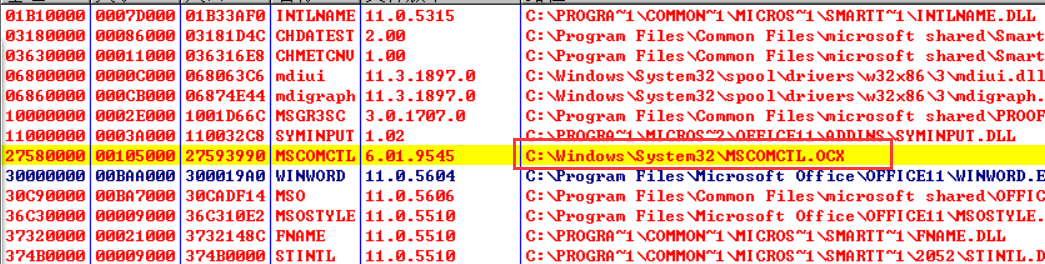 01B10000 0007D000 01B33AF0 INTLNAME 11.0.5315 C:\PROGRA~1\COMMON~1\MICROS~1\SMARTT~1\INTLNAME.DLL
03180000 00086000 03181D4C CHDATEST 2.00 C:\Program Files\Common Files\microsoft shared\Smart
03630000 00011000 036316E8 CHMETCNV 1.00 C:\Program Files\Common Files\microsoft shared\Smart
06800000 0000C000 068063C6 mdiui 11.3.1897.0 C:\Windows\System32\spool\drivers\w32x86\3\mdiui.dll
06860000 000CB000 06874E44 mdigraph 11.3.1897.0 C:\Windows\System32\spool\drivers\w32x86\3\mdigraph.
10000000 0002E000 1001D66C MSGR3SC 3.0.1707.0 C:\Program Files\Common Files\microsoft shared\PROOF
11000000 0003A000 110032C8 SYMINPUT 1.02 C:\PROGRA~1\MICROS~2\OFFICE11\ADDINS\SYMINPUT.DLL
27580000 00105000 27593990 MSCOMCTL 6.01.9545 C:\Windows\System32\MSCOMCTL.OCX
30000000 00BAA000 300019A0 WINWORD 11.0.5604 C:\Program Files\Microsoft Office\OFFICE11\WINWORD.E
30C90000 00BA7000 30CADF14 MSO 11.0.5606 C:\Program Files\Common Files\microsoft shared\OFFIC
36C30000 00009000 36C310E2 MSOSTYLE 11.0.5510 C:\Program Files\Microsoft Office\OFFICE11\MSOSTYLE.
37320000 00021000 3732148C FNAME 11.0.5510 C:\PROGRA~1\COMMON~1\MICROS~1\SMARTT~1\FNAME.DLL
374B0000 00009000 374B0000 STINTL 11.0.5510 C:\PROGRA~1\COMMON~1\MICROS~1\SMARTT~1\2052\STINTL.D